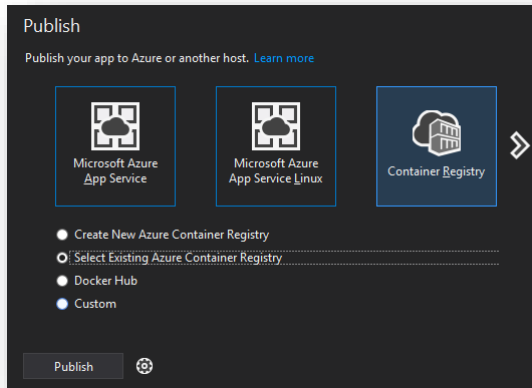 Publish
Publish your app to Azure or another host. Learn more
Microsoft Azure
App Service
Microsoft Azure
App Service Linux
Container Registry
Create New Azure Container Registry
Select Existing Azure Container Registry
Docker Hub
Custom
Publish